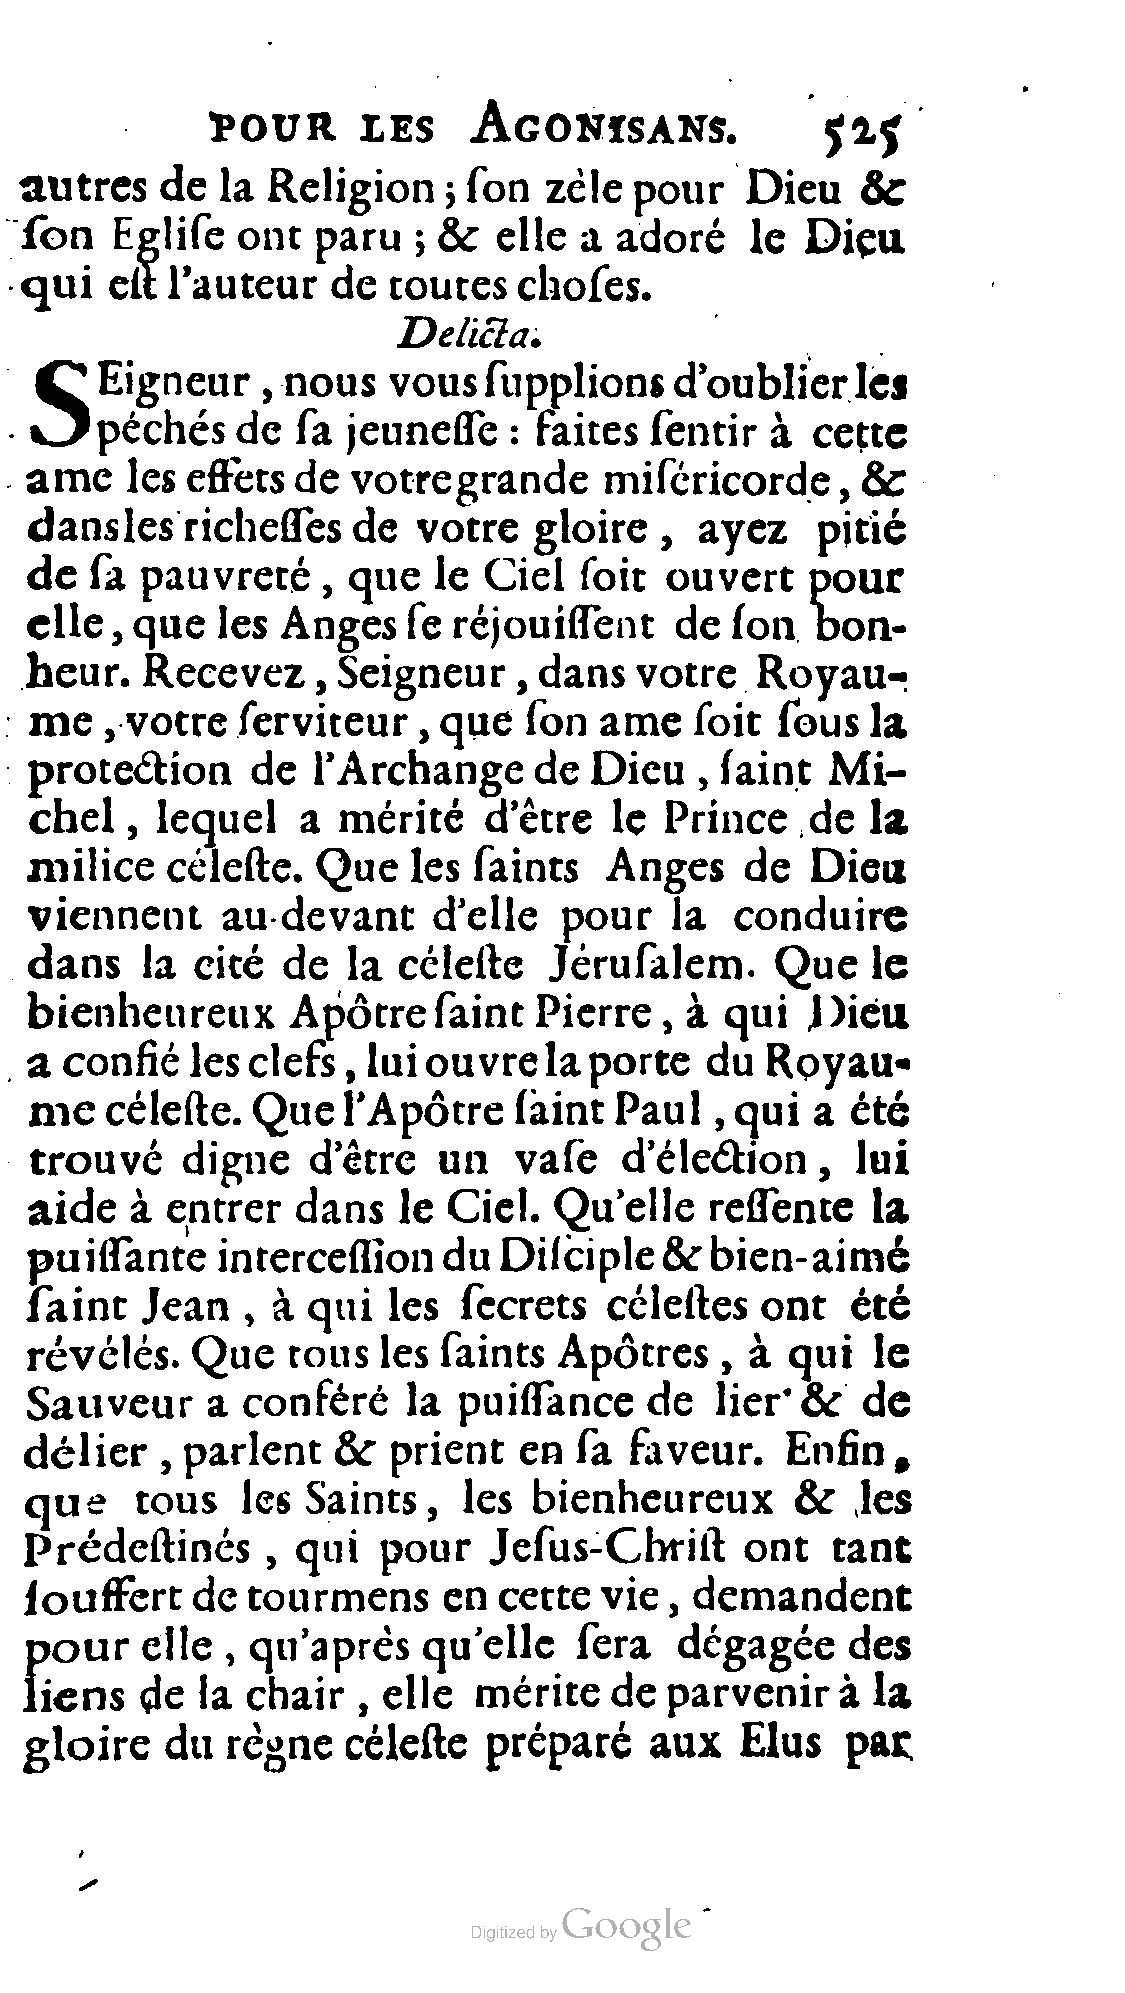 POUR LES AGONISANS. 525
autres de la Religion ; ſon zèle pour Dieu &
ſon Egliſe ont paru ; & elle a adoré le Dieu
qui eſt l'auteur de toutes choſes.
Delicta.
SEigneur , nous vous ſupplions d'oublier les
péchés de ſa jeuneſſe : faites ſentir à cette
ame les effets de votre grande miſéricorde, &
dans les richeſſes de votre gloire , ayez pitié
de ſa pauvreté , que le Ciel ſoit ouvert pour
elle, que les Anges ſe réjouiſſent de ſon bon-
heur. Recevez , Seigneur , dans votre Royau-
me , votre ſerviteur , que ſon ame ſoit ſous la
protection de l'Archange de Dieu , ſaint Mi-
chel , lequel a mérité d'être le Prince de la
milice céleſte. Que les ſaints Anges de Dieu
viennent au-devant d'elle pour la conduire
dans la cité de la céleſte Jéruſalem. Que le
bienheureux Apôtre ſaint Pierre , à qui Dieu
a confié les clefs , lui ouvre la porte du Royau-
me céleſte. Que l'Apôtre ſaint Paul , qui a été
trouvé digne d'être un vaſe d'élection , lui
aide à entrer dans le Ciel. Qu'elle reſſente la
puiſſante interceſſion du Diſciple & bien-aimé
ſaint Jean , à qui les ſecrets céleſtes ont été
révélés. Que tous les ſaints Apôtres , à qui le
Sauveur a conféré la puiſſance de lier & de
délier , parlent & prient en ſa faveur. Enfin,
que tous les Saints, les bienheureux & les
Prédeſtinés , qui pour Jeſus-Chriſt ont tant
ſouffert de tourmens en cette vie, demandent
pour elle , qu'après qu'elle ſera dégagée des
liens de la chair , elle mérite de parvenir à la
gloire du règne céleſte préparé aux Elus par
Digitized by Google